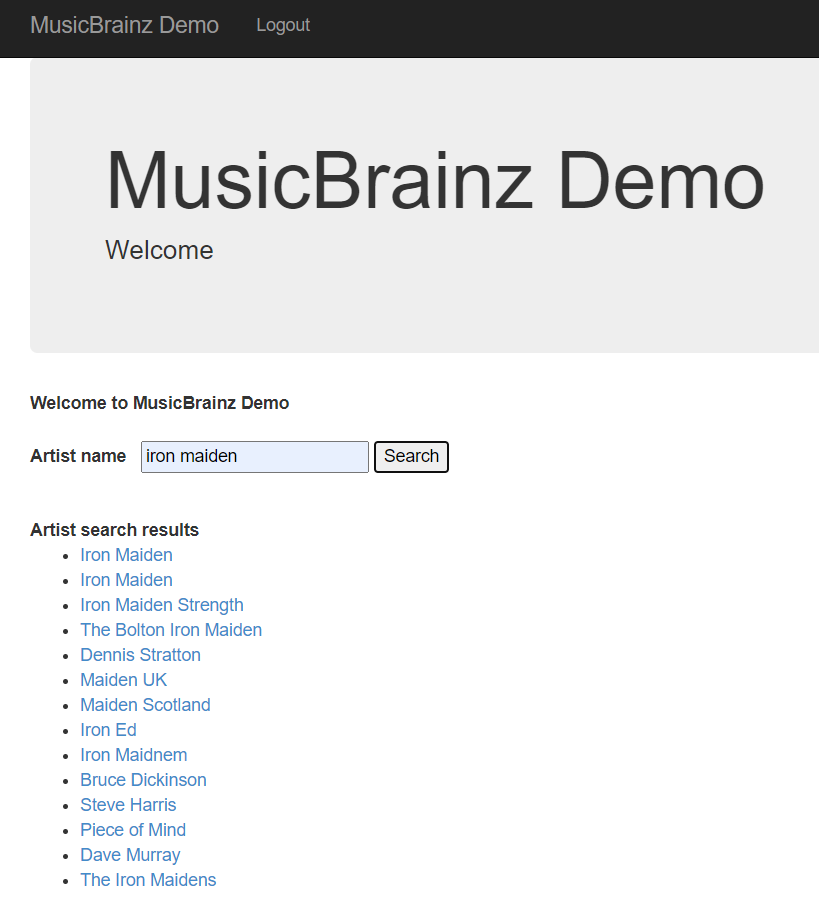 MusicBrainz Demo Logout
MusicBrainz Demo
Welcome
Welcome to MusicBrainz Demo
Artist name iron maiden Search
Artist search results
Iron Maiden
Iron Maiden
Iron Maiden Strength
The Bolton Iron Maiden
Dennis Stratton
Maiden UK
Maiden Scotland
Iron Ed
Iron Maidnem
Bruce Dickinson
Steve Harris
Piece of Mind
Dave Murray
The Iron Maidens